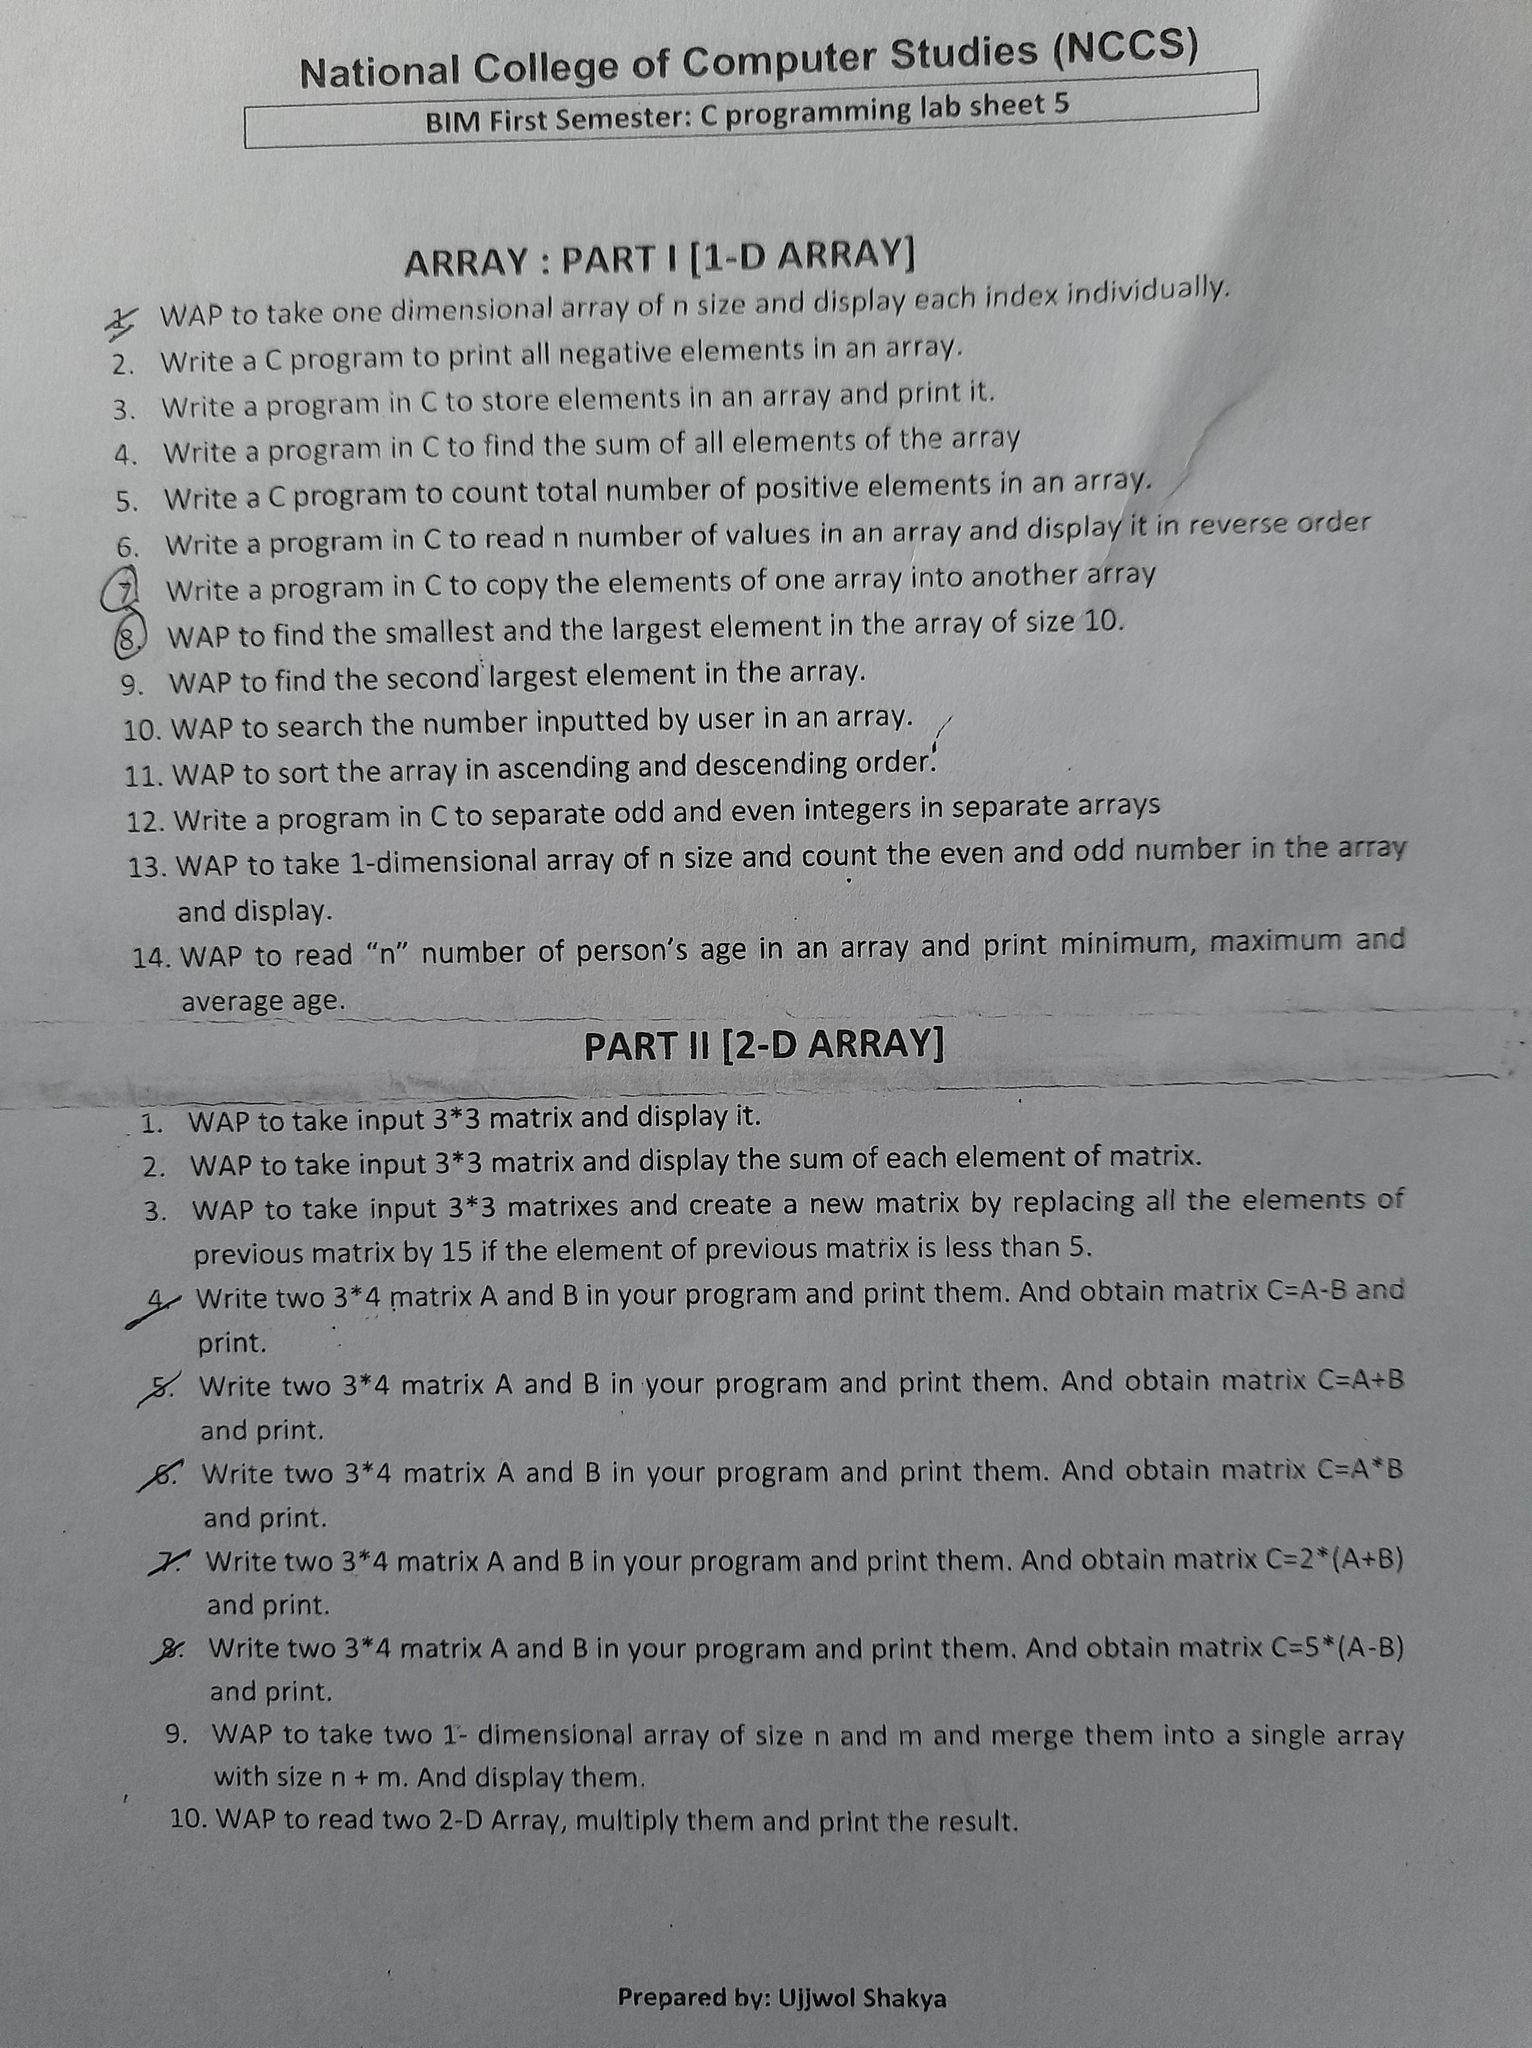 National College of Computer Studies (NCCS)
BIM First Semester: C programming lab sheet 5
ARRAY : PART I [1-D ARRAY]
1. WAP to take one dimensional array of n size and display each index individually.
2. Write a C program to print all negative elements in an array.
3. Write a program in C to store elements in an array and print it.
4. Write a program in C to find the sum of all elements of the array
5. Write a C program to count total number of positive elements in an array.
6. Write a program in C to read n number of values in an array and display it in reverse order
7. Write a program in C to copy the elements of one array into another array
8. WAP to find the smallest and the largest element in the array of size 10.
9. WAP to find the second largest element in the array.
10. WAP to search the number inputted by user in an array.
11. WAP to sort the array in ascending and descending order.
12. Write a program in C to separate odd and even integers in separate arrays
13. WAP to take 1-dimensional array of n size and count the even and odd number in the array
and display.
14. WAP to read “n” number of person’s age in an array and print minimum, maximum and
average age.
PART II [2-D ARRAY]
1. WAP to take input 3*3 matrix and display it.
2. WAP to take input 3*3 matrix and display the sum of each element of matrix.
3. WAP to take input 3*3 matrixes and create a new matrix by replacing all the elements of
previous matrix by 15 if the element of previous matrix is less than 5.
4. Write two 3*4 matrix A and B in your program and print them. And obtain matrix C=A-B and
print.
5. Write two 3*4 matrix A and B in your program and print them. And obtain matrix C=A+B
and print.
6. Write two 3*4 matrix A and B in your program and print them. And obtain matrix C=A*B
and print.
7. Write two 3*4 matrix A and B in your program and print them. And obtain matrix C=2*(A+B)
and print.
8. Write two 3*4 matrix A and B in your program and print them. And obtain matrix C=5*(A-B)
and print.
9. WAP to take two 1- dimensional array of size n and m and merge them into a single array
with size n + m. And display them.
10. WAP to read two 2-D Array, multiply them and print the result.
Prepared by: Ujjwol Shakya